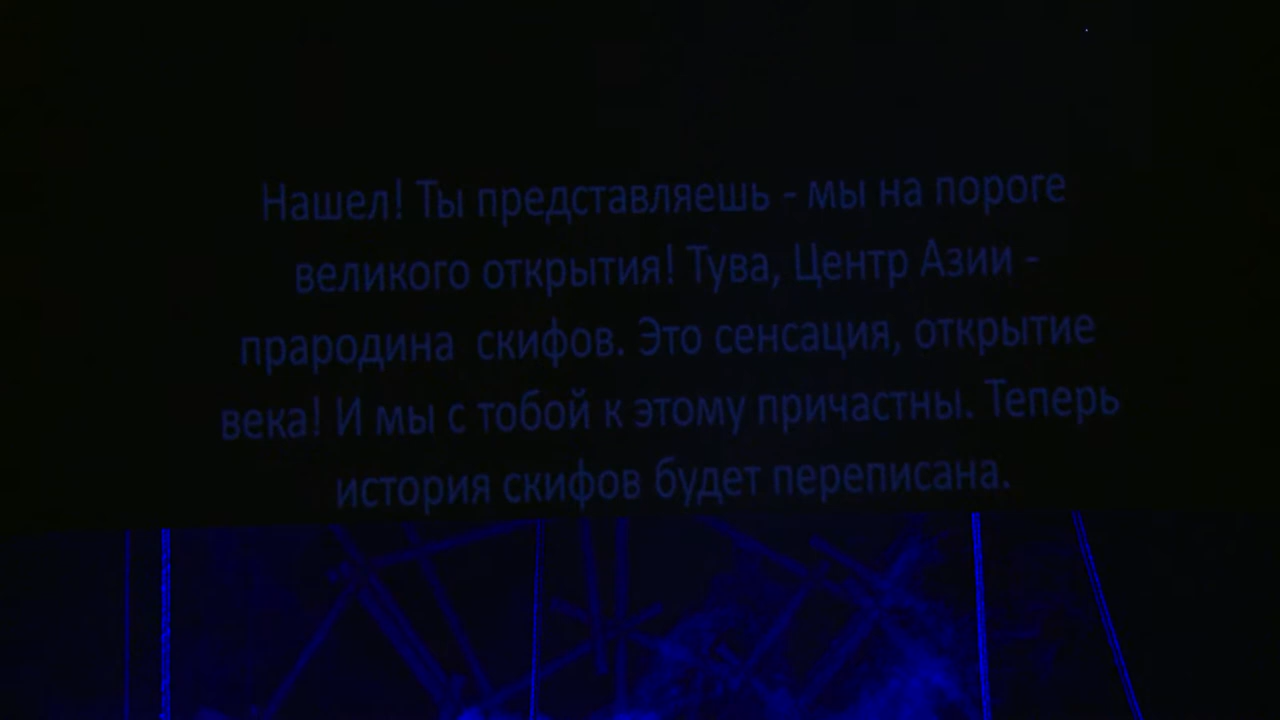 Нашел! Ты представляешь - мы на пороге
великого открытия! Тува, Центр Азии -
прародина скифов. Это сенсация, открытие
века! И мы с тобой к этому причастны. Теперь
история скифов будет переписана.